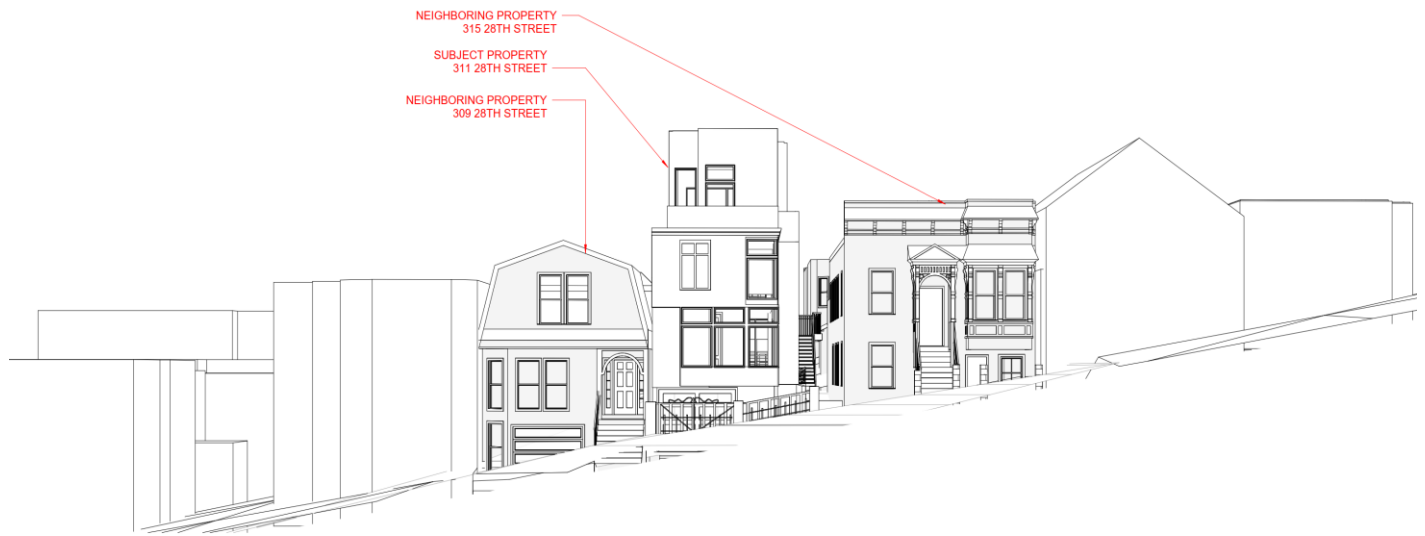 NEIGHBORING PROPERTY
315 28TH STREET
SUBJECT PROPERTY
311 28TH STREET
NEIGHBORING PROPERTY
309 28TH STREET